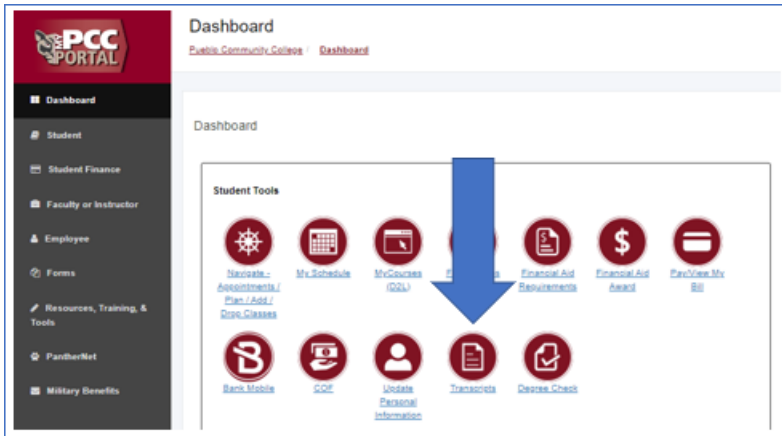 PCC
PORTAL
Dashboard
Pueblo Community College / Dashboard
Dashboard
Student
Student Finance
Faculty or Instructor
Employee
Forms
Resources, Training, &
Tools
PantherNet
Military Benefits
Dashboard
Student Tools
Navigate -
Appointments /
Plan / Add /
Drop Classes
My Schedule
MyCourses
(D2L)
Financial Aid
Requirements
Financial Aid
Award
Pay/View My
Bill
Bank Mobile
COF
Update
Personal
Information
Transcripts
Degree Check